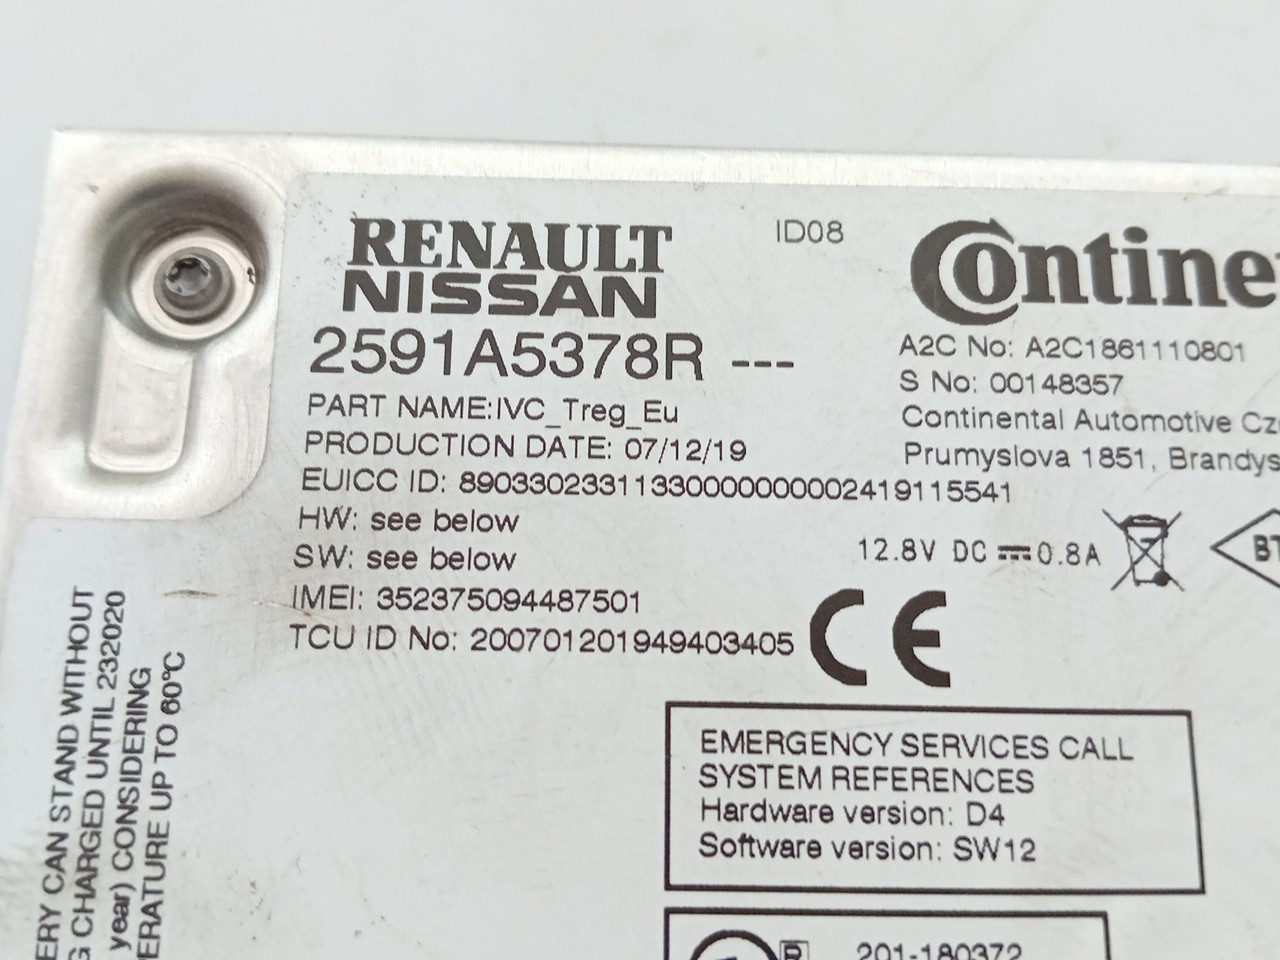 RENAULT
NISSAN
2591A5378R ---
PART NAME:IVC_Treg_Eu
PRODUCTION DATE: 07/12/19
EUICC ID: 89033023311330000000002419115541
HW: see below
SW: see below
IMEI: 352375094487501
TCU ID No: 200701201949403405
ID08
Contine
A2C No: A2C1861110801
S No: 00148357
Continental Automotive Cz
Prumyslova 1851, Brandys
12.8V DC 0.8A
BT
CE
EMERGENCY SERVICES CALL
SYSTEM REFERENCES
Hardware version: D4
Software version: SW12
R 201-180372
ERY CAN STAND WITHOUT
G CHARGED UNTIL 232020
year) CONSIDERING
ERATURE UP TO 60°C